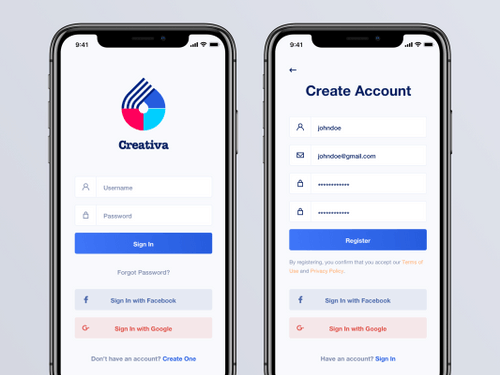 9:41
Creativa
Username
Password
Sign In
Forgot Password?
Sign In with Facebook
Sign In with Google
Don't have an account? Create One
9:41
Create Account
johndoe
johndoe@gmail.com
••••••••••••
••••••••••••
Register
By registering, you confirm that you accept our Terms of
Use and Privacy Policy.
Sign In with Facebook
Sign In with Google
Have an account? Sign In